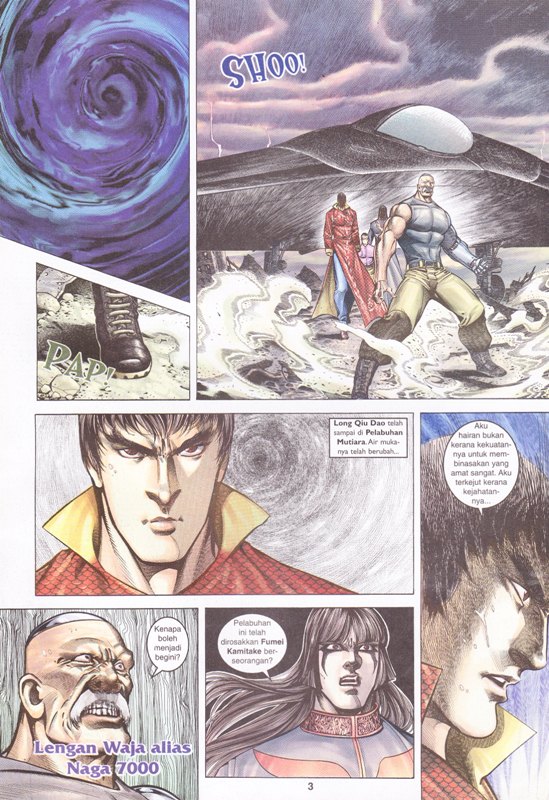 SHOO!
PAP!
Long Qiu Dao telah
sampai di Pelabuhan
Mutiara. Air muka-
nya telah berubah...
Aku
hairan bukan
kerana kekuatan-
nya untuk mem-
binasakan yang
amat sangat. Aku
terkejut kerana
kejahatan-
nya...
Kenapa
boleh
menjadi
begini?
Lengan Waja alias
Naga 7000
Pelabuhan
ini telah
dirosakkan Fumei
Kamitake ber-
seorangan?
3